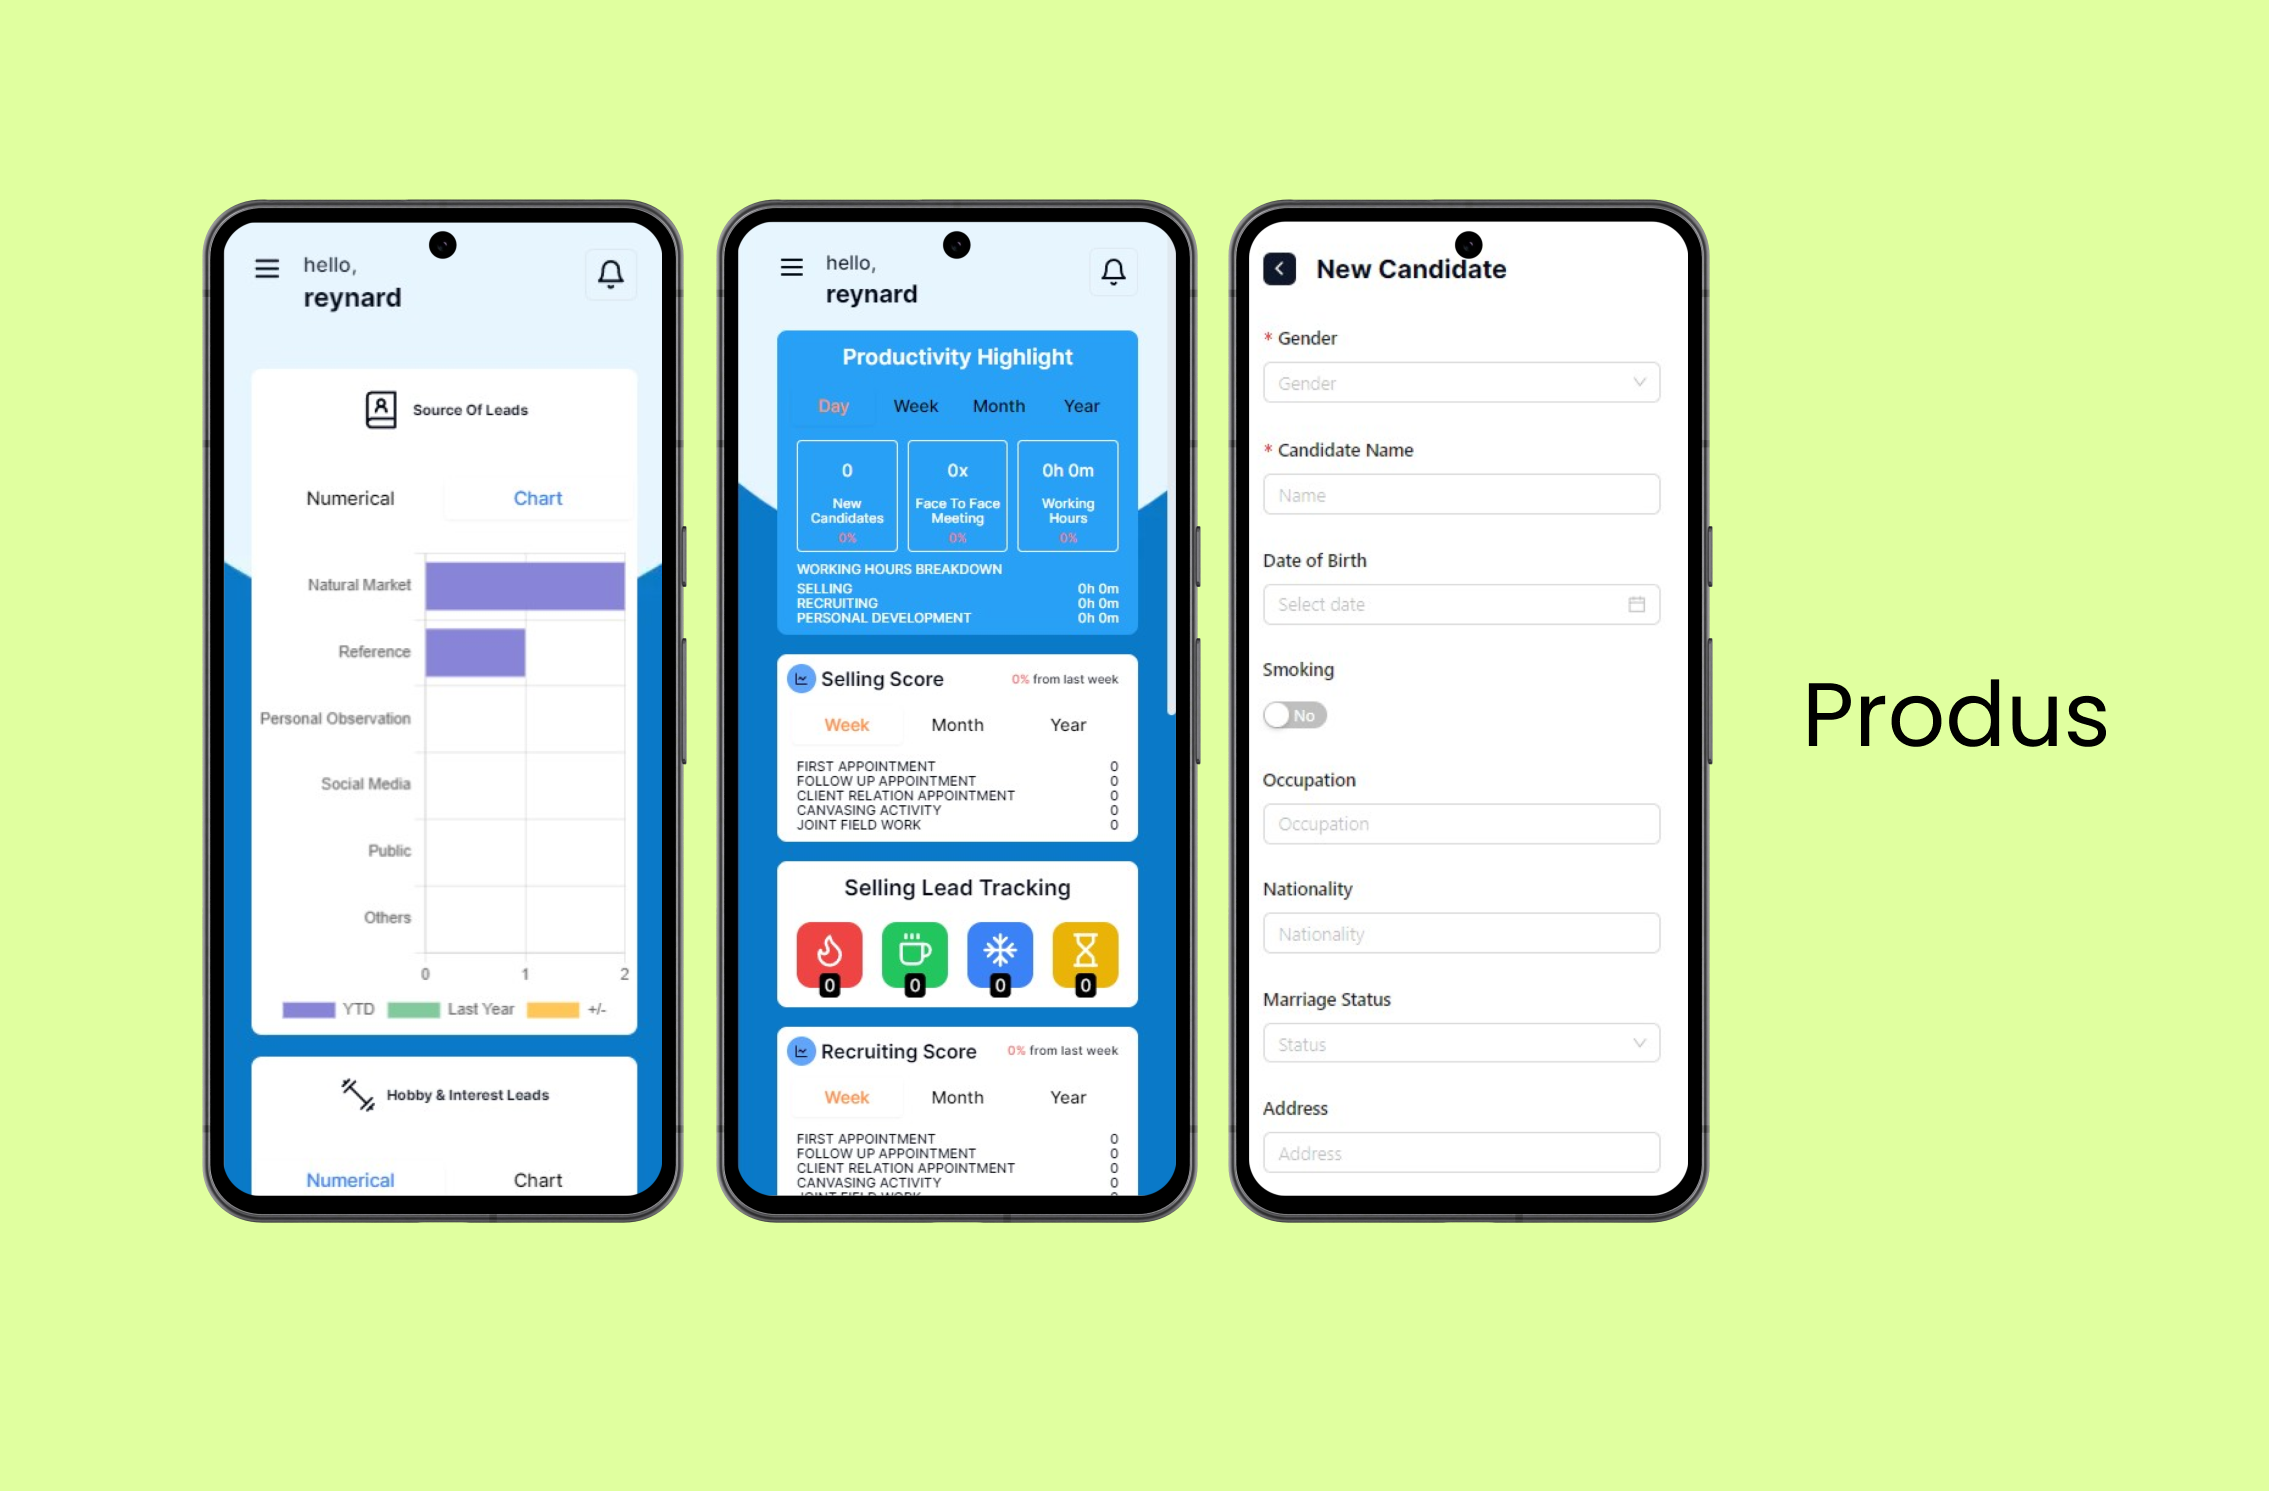 hello,
reynard
Source Of Leads
Numerical Chart
Natural Market
Reference
Personal Observation
Social Media
Public
Others
0 1 2
YTD Last Year +/-
Hobby & Interest Leads
Numerical Chart
hello,
reynard
Productivity Highlight
Day Week Month Year
0 0x 0h 0m
New Face To Face Working
Candidates Meeting Hours
0% 0% 0%
WORKING HOURS BREAKDOWN
SELLING 0h 0m
RECRUITING 0h 0m
PERSONAL DEVELOPMENT 0h 0m
Selling Score 0% from last week
Week Month Year
FIRST APPOINTMENT 0
FOLLOW UP APPOINTMENT 0
CLIENT RELATION APPOINTMENT 0
CANVASING ACTIVITY 0
JOINT FIELD WORK 0
Selling Lead Tracking
0 0 0 0
Recruiting Score 0% from last week
Week Month Year
FIRST APPOINTMENT 0
FOLLOW UP APPOINTMENT 0
CLIENT RELATION APPOINTMENT 0
CANVASING ACTIVITY 0
JOINT FIELD WORK 0
New Candidate
* Gender
Gender
* Candidate Name
Name
Date of Birth
Select date
Smoking
No
Occupation
Occupation
Nationality
Nationality
Marriage Status
Status
Address
Address
Produs